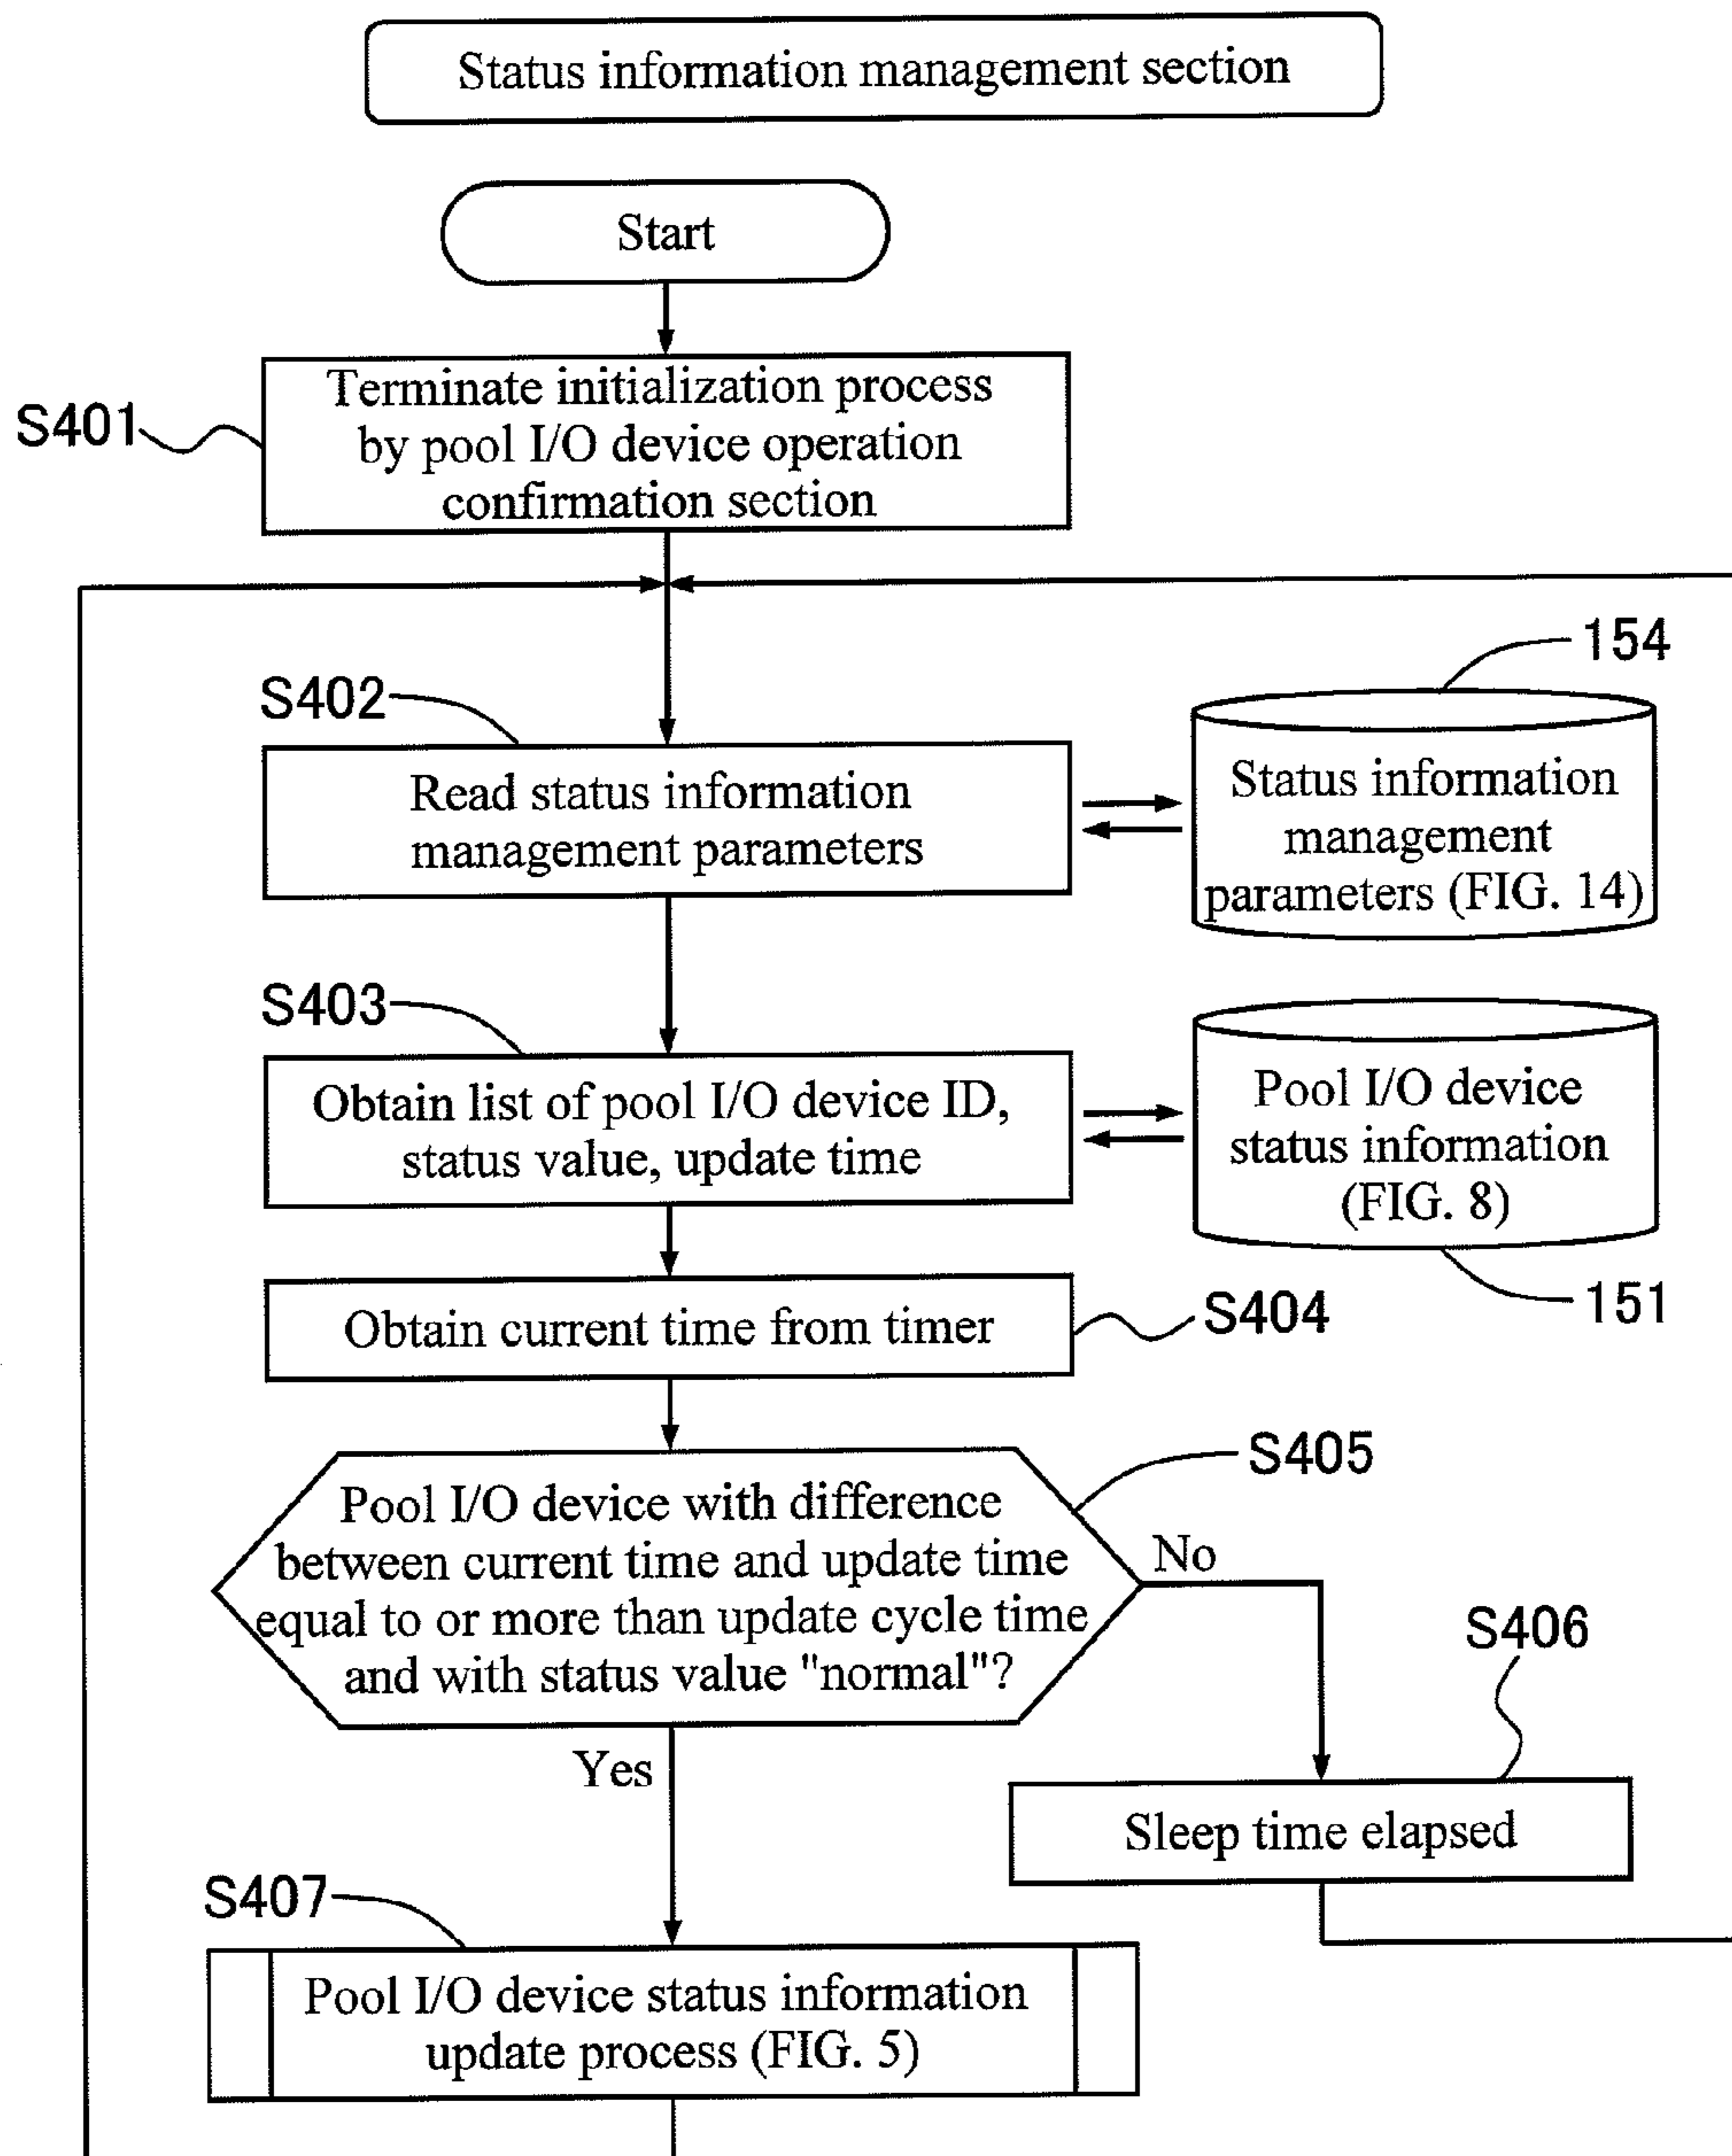 Status information management section
Start
S401
Terminate initialization process
by pool I/O device operation
confirmation section
154
S402
Read status information
management parameters
Status information
management
parameters (FIG. 14)
S403
Obtain list of pool I/O device ID,
status value, update time
Pool I/O device
status information
(FIG. 8)
151
Obtain current time from timer
S404
S405
Pool I/O device with difference
between current time and update time
equal to or more than update cycle time
and with status value "normal"?
No
Yes
S406
Sleep time elapsed
S407
Pool I/O device status information
update process (FIG. 5)